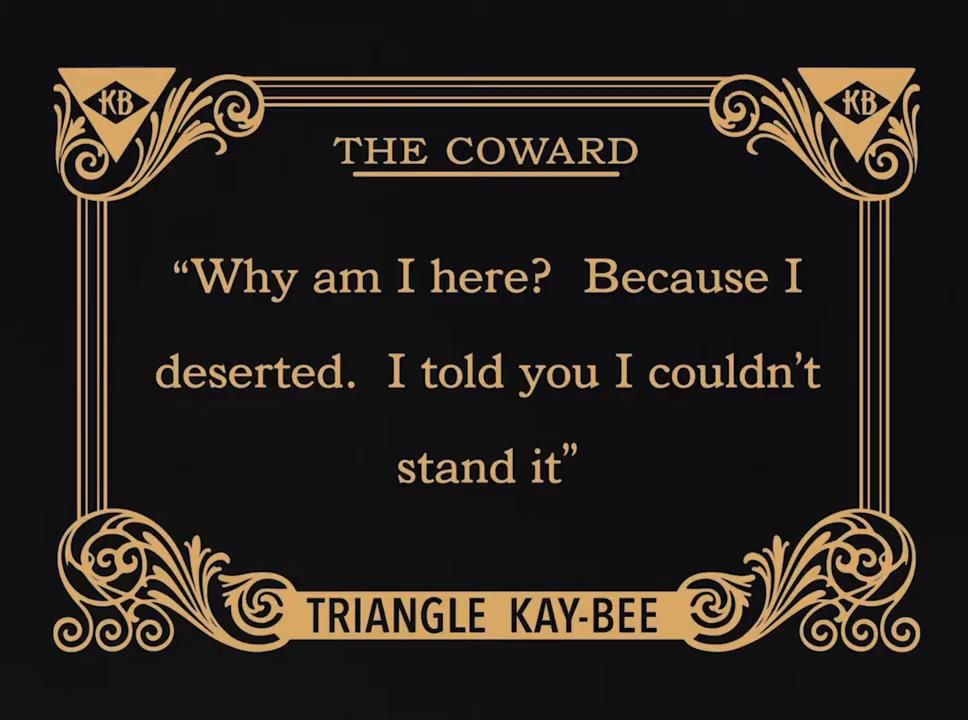 KB KB
THE COWARD
“Why am I here?  Because I
deserted.  I told you I couldn’t
stand it”
TRIANGLE KAY-BEE